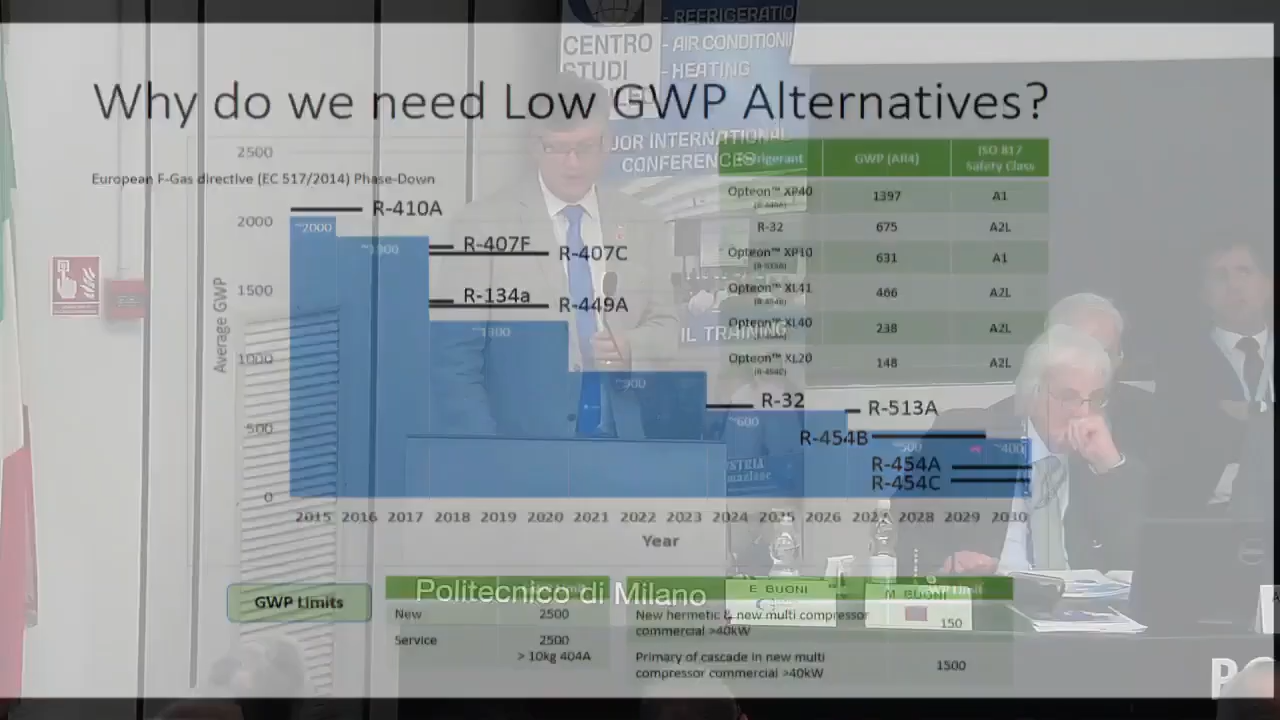 - REFRIGERATIO
CENTRO
- AIR CONDITIONI
STUDI
- HEATING
Why do we need Low GWP Alternatives?
JOR INTERNATIONAL
CONFERENCES
European F-Gas directive (EC 517/2014) Phase-Down
Refrigerant GWP (AR4) ISO 817 Safety Class
Opteon™ XP40 1397 A1
R-32 675 A2L
Opteon™ XP10 631 A1
Opteon™ XL41 466 A2L
Opteon™ XL40 238 A2L
Opteon™ XL20 148 A2L
IL TRAINING
Average GWP
2500
2000
1500
1000
500
0
R-410A
R-407F
R-407C
R-134a
R-449A
R-32
R-513A
R-454B
R-454A
R-454C
~2000
~900
~600
~400
2015 2016 2017 2018 2019 2020 2021 2022 2023 2024 2025 2026 2027 2028 2029 2030
Year
GWP Limits
Politecnico di Milano
E. BUONI
M. BUONI
New 2500
Service 2500
> 10kg 404A
New hermetic & new multi compressor
commercial >40kW 150
Primary of cascade in new multi
compressor commercial >40kW 1500